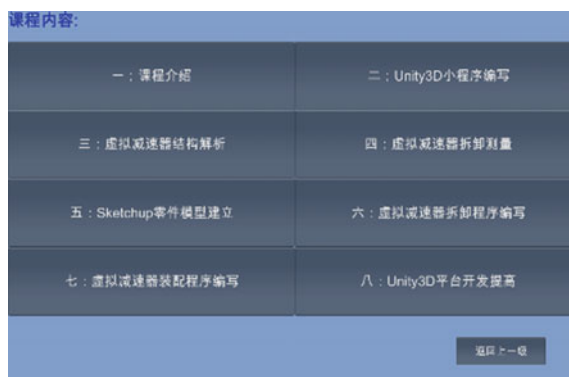 课程内容:
一：课程介绍
二：Unity3D小程序编写
三：虚拟减速器结构解析
四：虚拟减速器拆卸测量
五：Sketchup零件模型建立
六：虚拟减速器拆卸程序编写
七：虚拟减速器装配程序编写
八：Unity3D平台开发提高
返回上一级